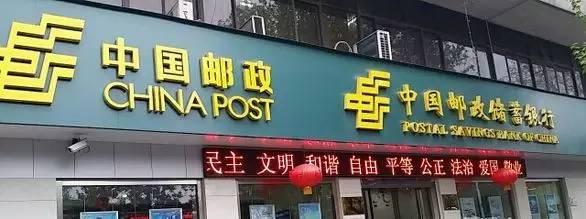 中国邮政
CHINA POST
中国邮政储蓄银行
POSTAL SAVINGS BANK OF CHINA
民主 文明 和谐 自由 平等 公正 法治 爱国 敬业